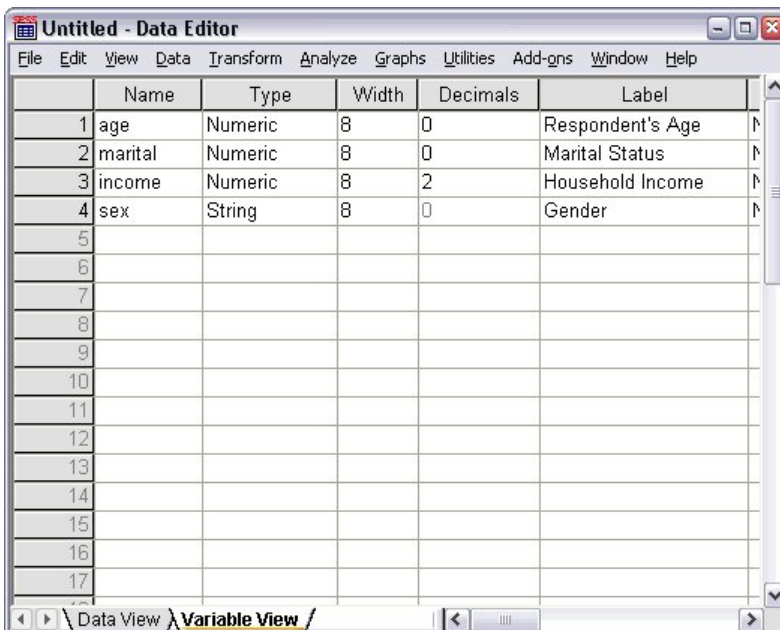 Untitled - Data Editor
File Edit View Data Transform Analyze Graphs Utilities Add-ons Window Help
Name Type Width Decimals Label
1 age Numeric 8 0 Respondent's Age
2 marital Numeric 8 0 Marital Status
3 income Numeric 8 2 Household Income
4 sex String 8 0 Gender
5
6
7
8
9
10
11
12
13
14
15
16
17
Data View Variable View